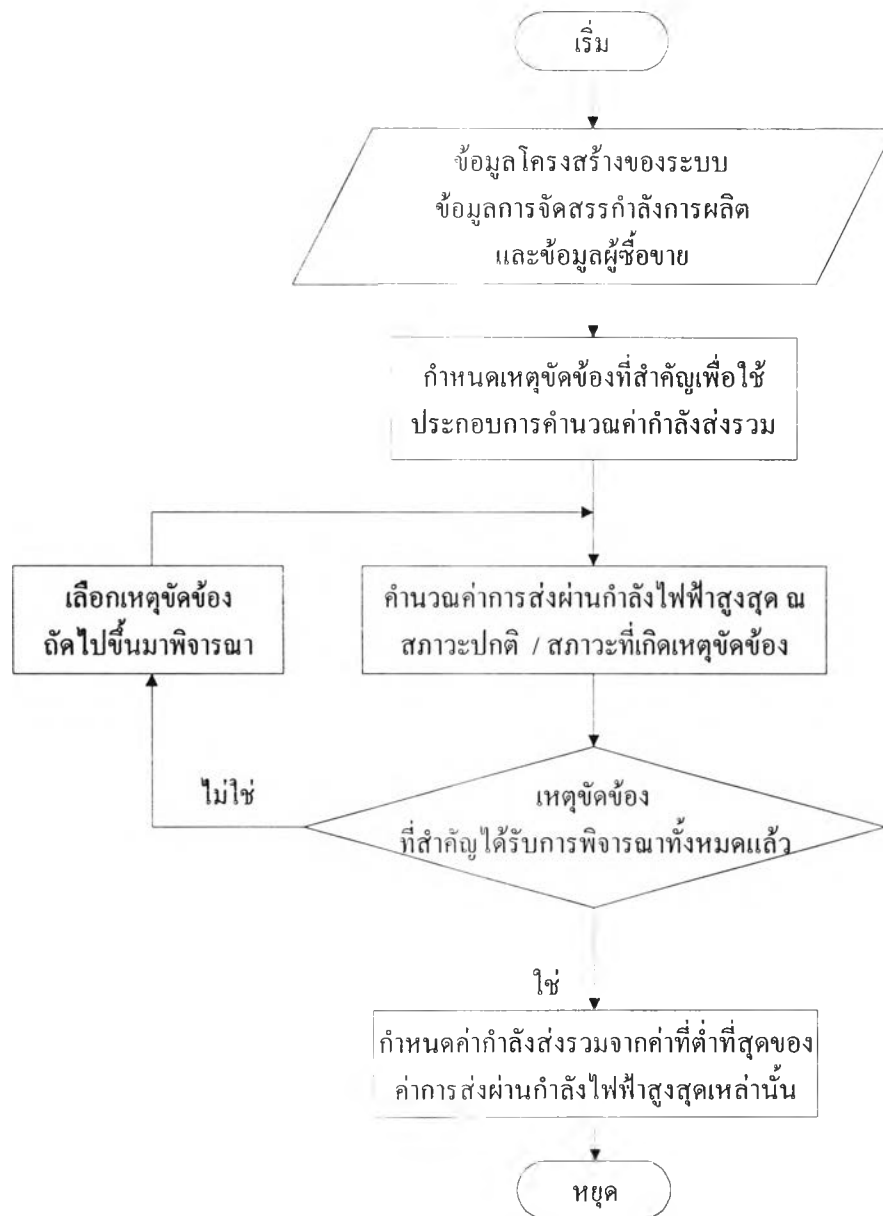 เริ่ม
ข้อมูลโครงสร้างของระบบ
ข้อมูลการจัดสรรกำลังการผลิต
และข้อมูลผู้ซื้อขาย
กำหนดเหตุขัดข้องที่สำคัญเพื่อใช้
ประกอบการคำนวณค่ากำลังส่งรวม
เลือกเหตุขัดข้อง
ถัดไปขึ้นมาพิจารณา
คำนวณค่าการส่งผ่านกำลังไฟฟ้าสูงสุด ณ
สภาวะปกติ / สภาวะที่เกิดเหตุขัดข้อง
ไม่ใช่
เหตุขัดข้อง
ที่สำคัญได้รับการพิจารณาทั้งหมดแล้ว
ใช่
กำหนดค่ากำลังส่งรวมจากค่าที่ต่ำที่สุดของ
ค่าการส่งผ่านกำลังไฟฟ้าสูงสุดเหล่านั้น
หยุด